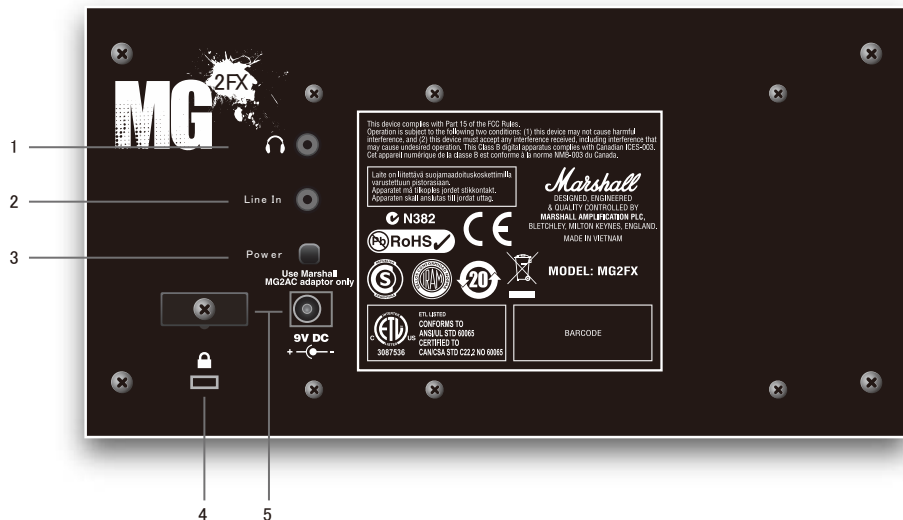 MG
2FX
1
2
Line In
3
Power
Use Marshall
MG2AC adaptor only
9V DC
+ -
4
5
This device complies with Part 15 of the FCC Rules.
Operation is subject to the following two conditions: (1) this device may not cause harmful
interference, and (2) this device must accept any interference received, including interference that
may cause undesired operation. This Class B digital apparatus complies with Canadian ICES-003.
Cet appareil numérique de la classe B est conforme à la norme NMB-003 du Canada.
Laite on liitettävä suojamaadoituskoskettimilla
varustettuun pistorasiaan.
Apparatet må tilkoples jordet stikkontakt.
Apparaten skall anslutas till jordat uttag.
N382
Pb RoHS
CE
S
IRAM
20
Marshall
DESIGNED, ENGINEERED
& QUALITY CONTROLLED BY
MARSHALL AMPLIFICATION PLC,
BLETCHLEY, MILTON KEYNES, ENGLAND.
MADE IN VIETNAM
MODEL: MG2FX
C ETL US
INTERTEK
3087536
ETL LISTED
CONFORMS TO
ANSI/UL STD 60065
CERTIFIED TO
CAN/CSA STD C22,2 NO 60065
BARCODE